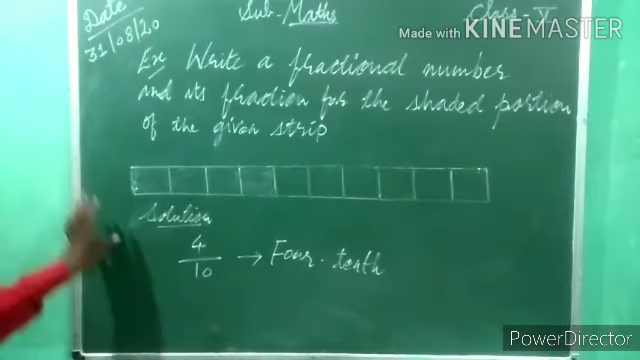 Date
31/08/20
Sub-Maths
Class-V
Made with KINEMASTER
Ex Write a fractional number
and its fraction for the shaded portion
of the given strip
Solution
4
10
→ Four-tenth
PowerDirector